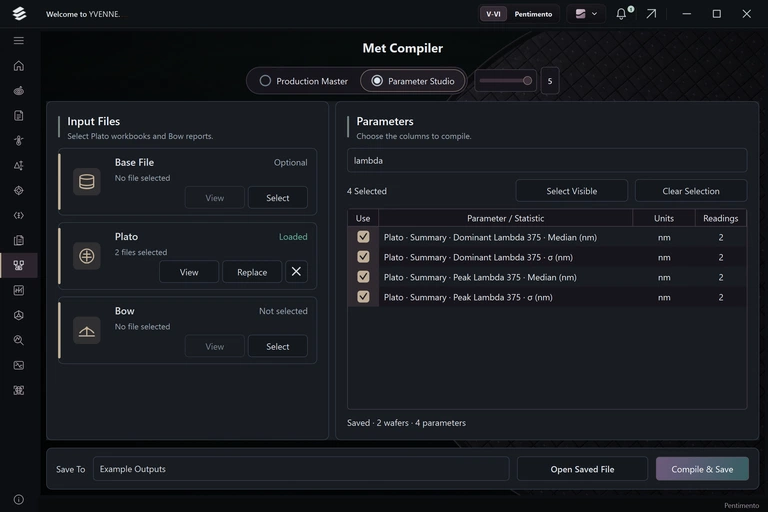 Welcome to YVENNE.
V-VI Pentimento
6
Met Compiler
Production Master
Parameter Studio
5
Input Files
Select Plato workbooks and Bow reports.
Base File
Optional
No file selected
View
Select
Plato
Loaded
2 files selected
View
Replace
Bow
Not selected
No file selected
View
Select
Parameters
Choose the columns to compile.
lambda
4 Selected
Select Visible
Clear Selection
Use Parameter / Statistic Units Readings
Plato · Summary · Dominant Lambda 375 · Median (nm) nm 2
Plato · Summary · Dominant Lambda 375 · σ (nm) nm 2
Plato · Summary · Peak Lambda 375 · Median (nm) nm 2
Plato · Summary · Peak Lambda 375 · σ (nm) nm 2
Saved · 2 wafers · 4 parameters
Save To
Example Outputs
Open Saved File
Compile & Save
Pentimento